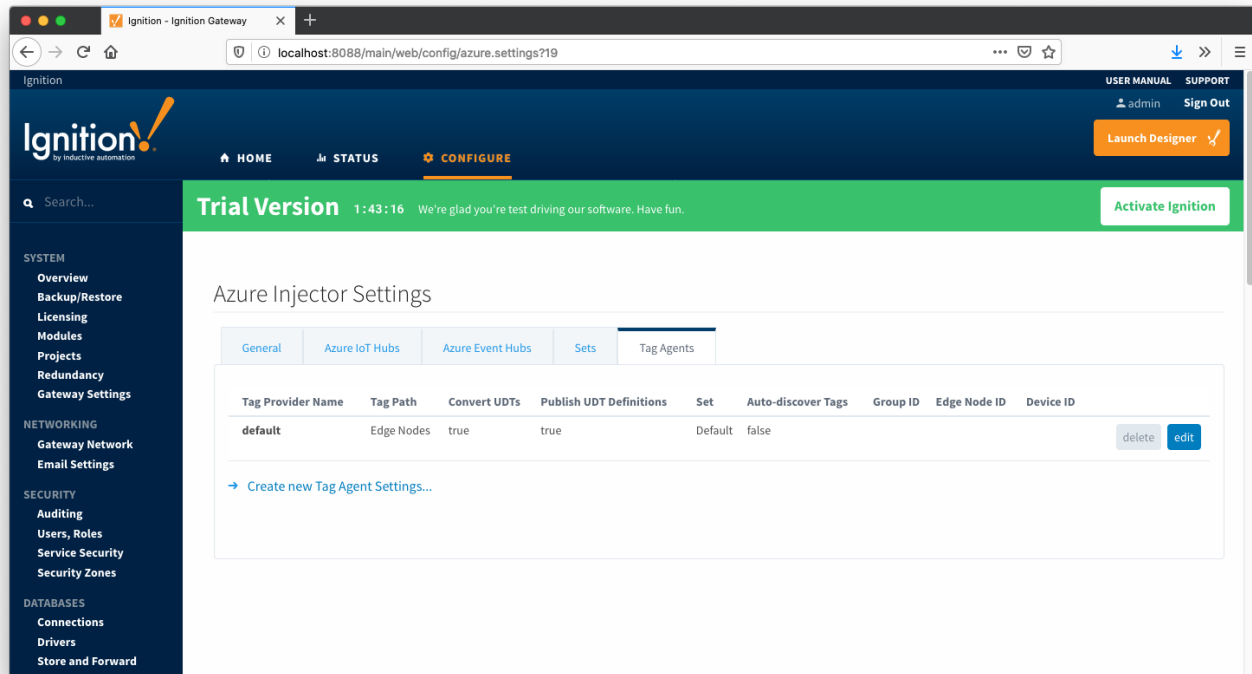 Ignition - Ignition Gateway
localhost:8088/main/web/config/azure.settings?19
Ignition
USER MANUAL SUPPORT
admin Sign Out
Ignition!
by inductive automation
Launch Designer
HOME STATUS CONFIGURE
Search...
Trial Version 1:43:16 We're glad you're test driving our software. Have fun.
Activate Ignition
SYSTEM
Overview
Backup/Restore
Licensing
Modules
Projects
Redundancy
Gateway Settings
NETWORKING
Gateway Network
Email Settings
SECURITY
Auditing
Users, Roles
Service Security
Security Zones
DATABASES
Connections
Drivers
Store and Forward
Azure Injector Settings
General Azure IoT Hubs Azure Event Hubs Sets Tag Agents
Tag Provider Name Tag Path Convert UDTs Publish UDT Definitions Set Auto-discover Tags Group ID Edge Node ID Device ID
default Edge Nodes true true Default false
delete edit
Create new Tag Agent Settings...